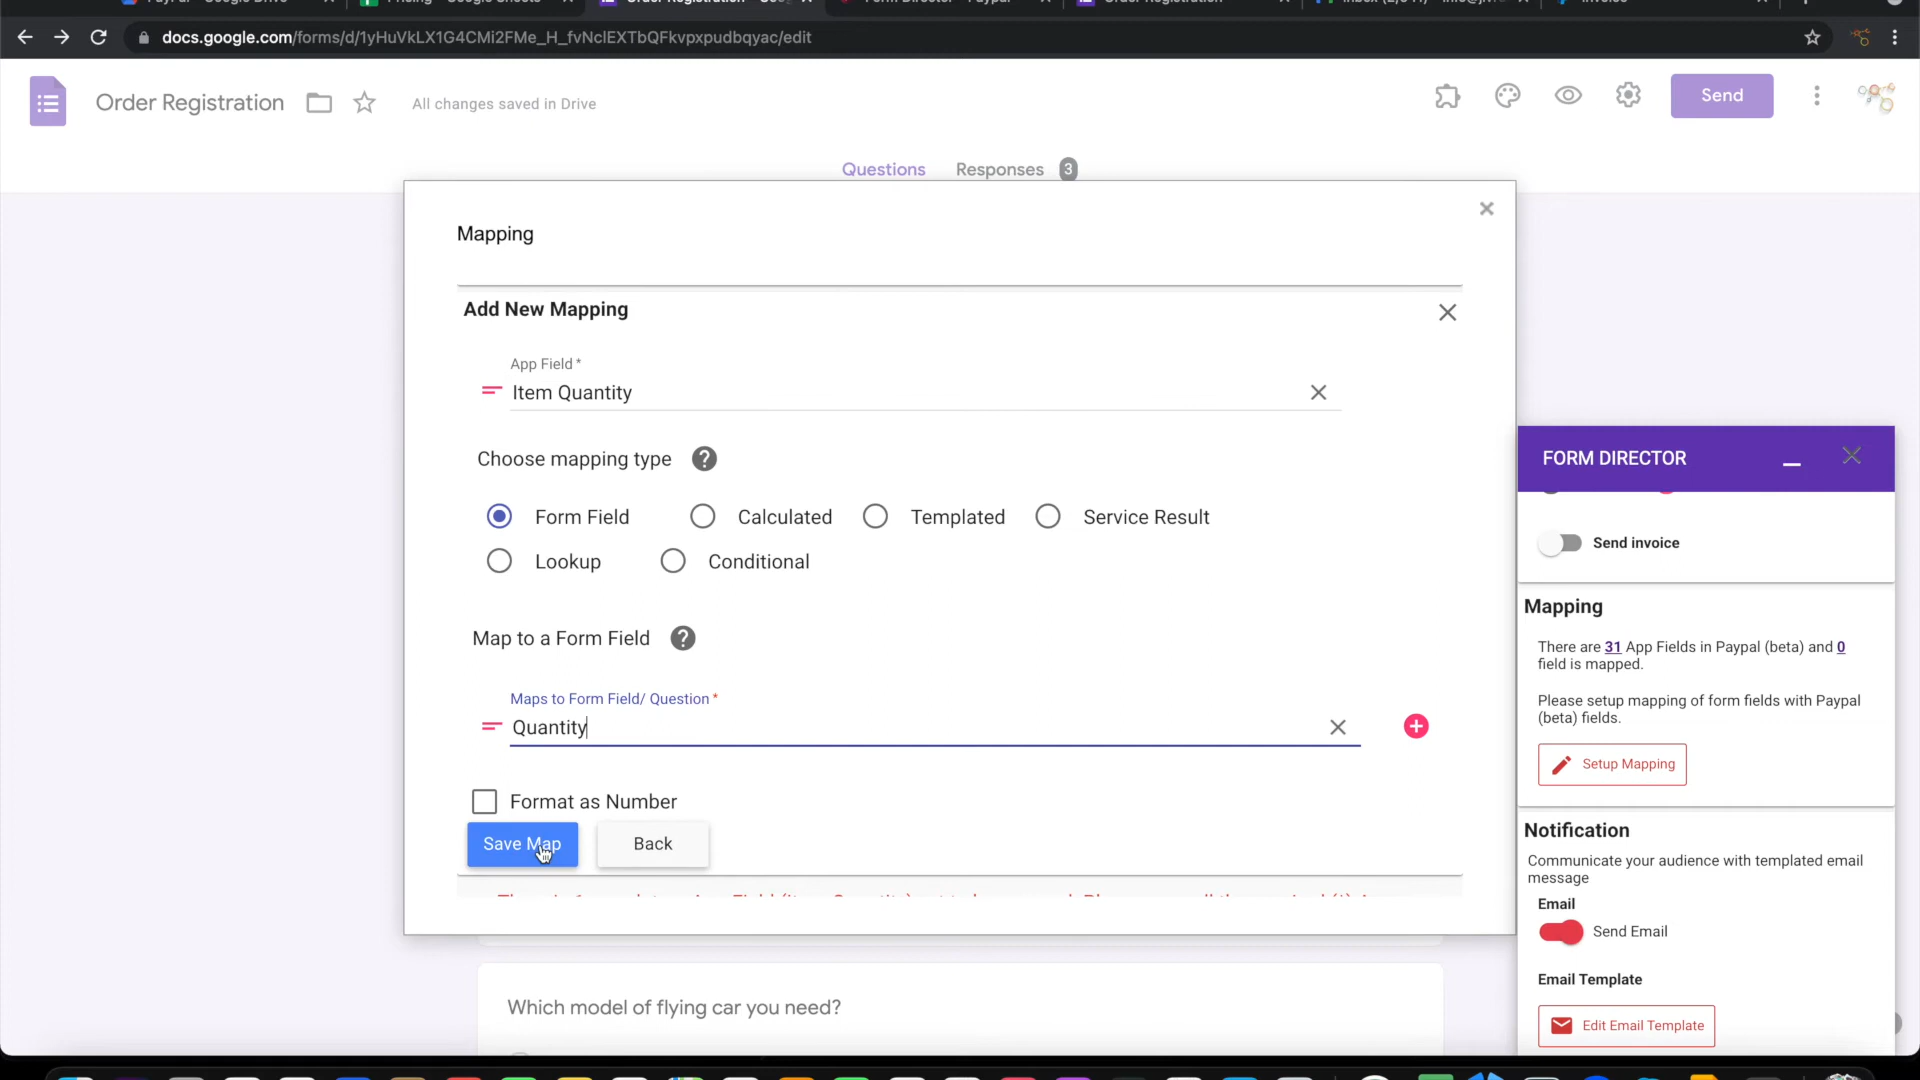 docs.google.com/forms/d/1yHuVkLX1G4CMi2FMe_H_fvNclEXTbQFkvpxpudbqyac/edit
Order Registration
All changes saved in Drive
Send
Questions
Responses 3
Mapping
Add New Mapping
App Field *
Item Quantity
Choose mapping type
Form Field
Calculated
Templated
Service Result
Lookup
Conditional
Map to a Form Field
Maps to Form Field/ Question *
Quantity
Format as Number
Save Map
Back
Which model of flying car you need?
FORM DIRECTOR
Send invoice
Mapping
There are 31 App Fields in Paypal (beta) and 0
field is mapped.
Please setup mapping of form fields with Paypal
(beta) fields.
Setup Mapping
Notification
Communicate your audience with templated email
message
Email
Send Email
Email Template
Edit Email Template